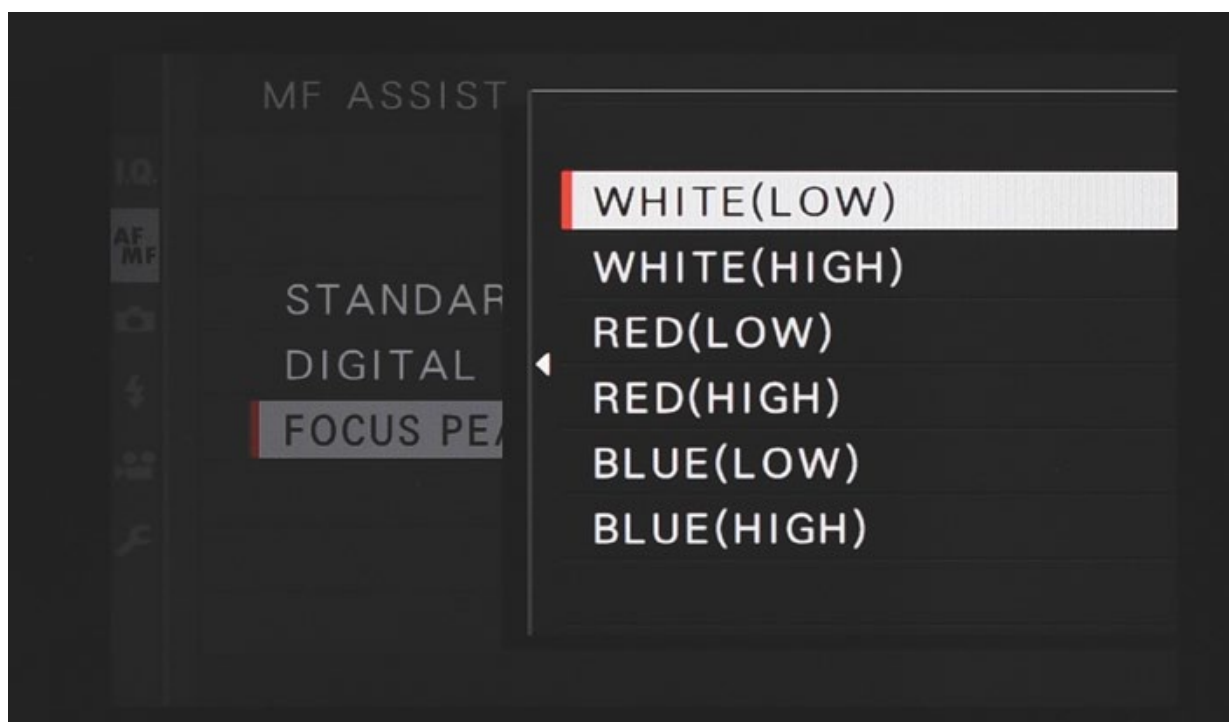 MF ASSIST
I.Q.
AF
MF
STANDAR
DIGITAL
FOCUS PEA
WHITE(LOW)
WHITE(HIGH)
RED(LOW)
RED(HIGH)
BLUE(LOW)
BLUE(HIGH)